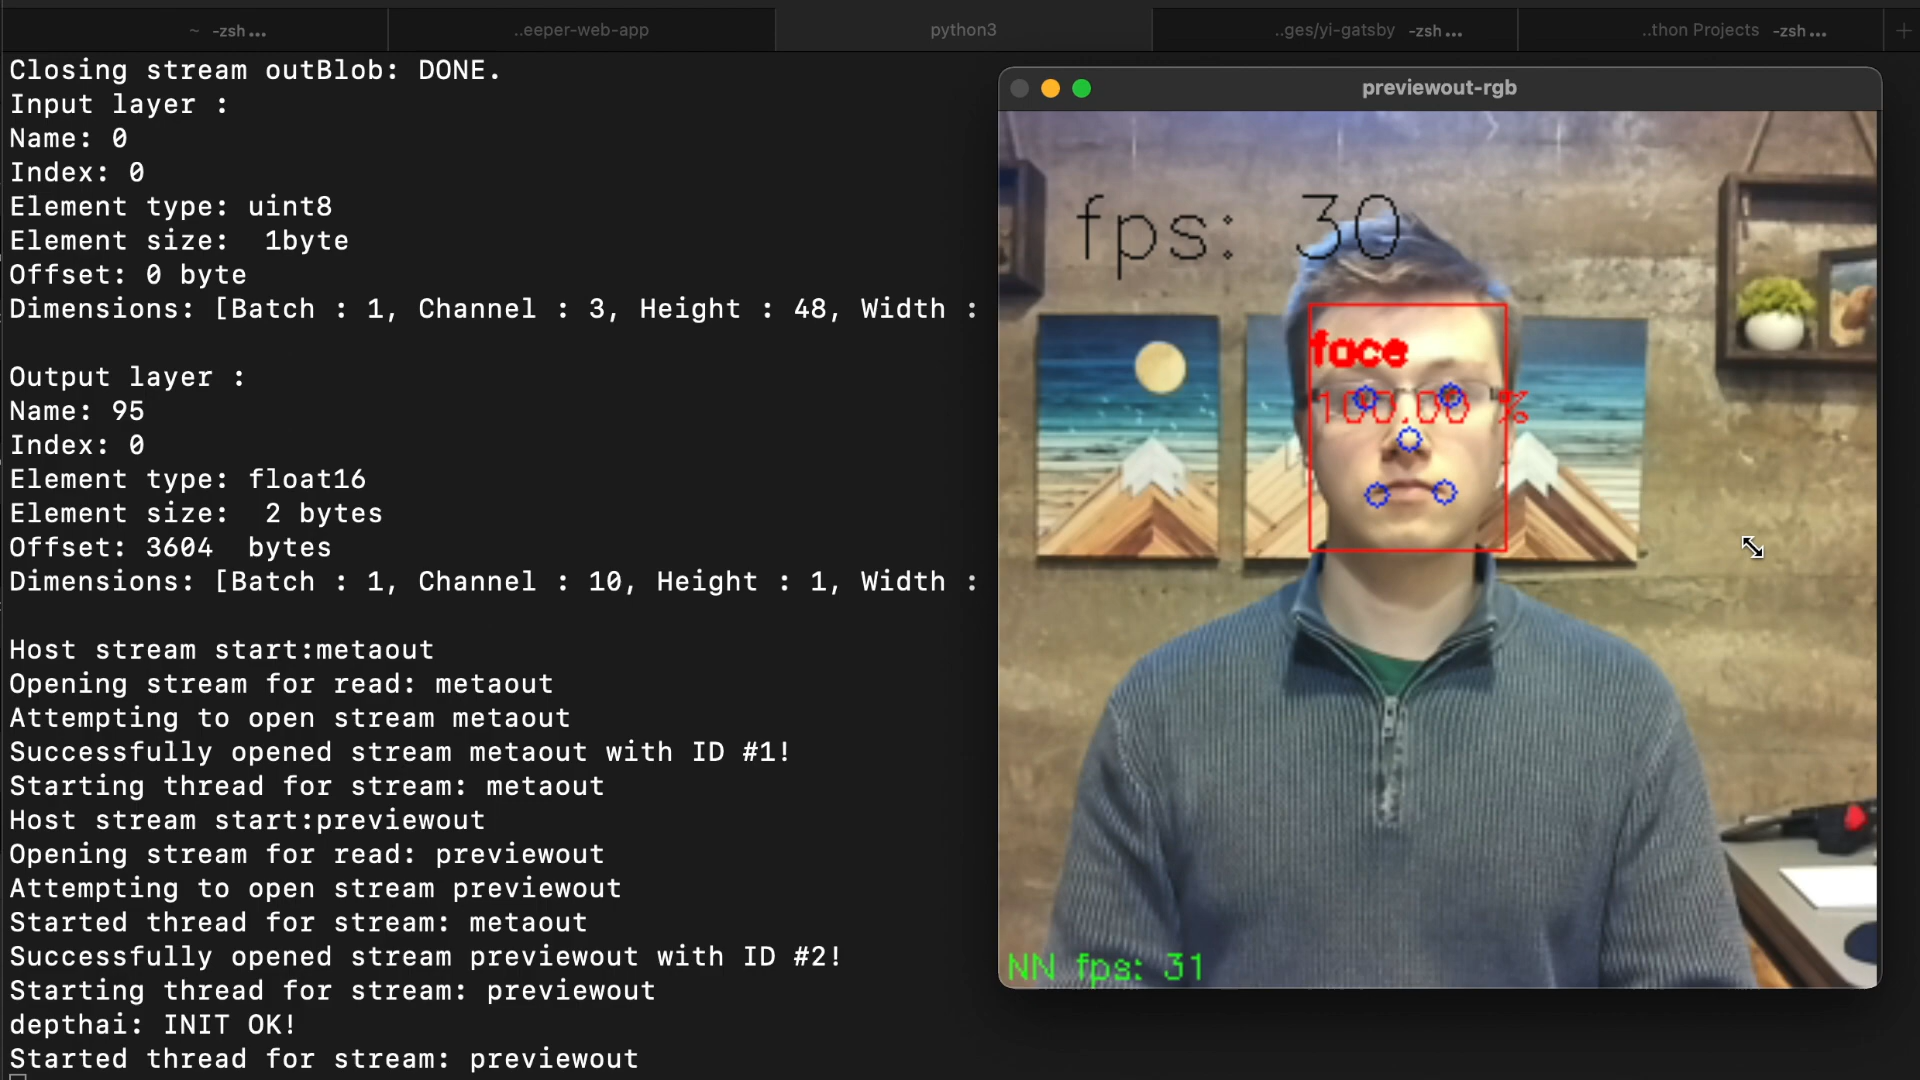 ~ -zsh...
..eeper-web-app
python3
..ges/yi-gatsby -zsh...
..thon Projects -zsh...
+
Closing stream outBlob: DONE.
Input layer :
Name: 0
Index: 0
Element type: uint8
Element size:  1byte
Offset: 0 byte
Dimensions: [Batch : 1, Channel : 3, Height : 48, Width :
Output layer :
Name: 95
Index: 0
Element type: float16
Element size:  2 bytes
Offset: 3604  bytes
Dimensions: [Batch : 1, Channel : 10, Height : 1, Width :
Host stream start:metaout
Opening stream for read: metaout
Attempting to open stream metaout
Successfully opened stream metaout with ID #1!
Starting thread for stream: metaout
Host stream start:previewout
Opening stream for read: previewout
Attempting to open stream previewout
Started thread for stream: metaout
Successfully opened stream previewout with ID #2!
Starting thread for stream: previewout
depthai: INIT OK!
Started thread for stream: previewout
previewout-rgb
fps: 30
face
100.00 %
NN fps: 31